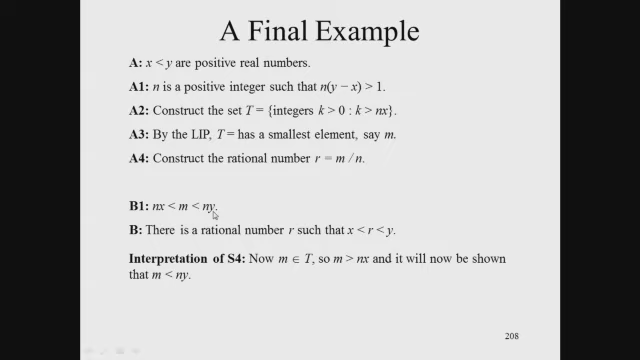 A Final Example
A: x < y are positive real numbers.
A1: n is a positive integer such that n(y − x) > 1.
A2: Construct the set T = {integers k > 0 : k > nx}.
A3: By the LIP, T = has a smallest element, say m.
A4: Construct the rational number r = m / n.
B1: nx < m < ny.
B: There is a rational number r such that x < r < y.
Interpretation of S4: Now m ∈ T, so m > nx and it will now be shown
that m < ny.
208